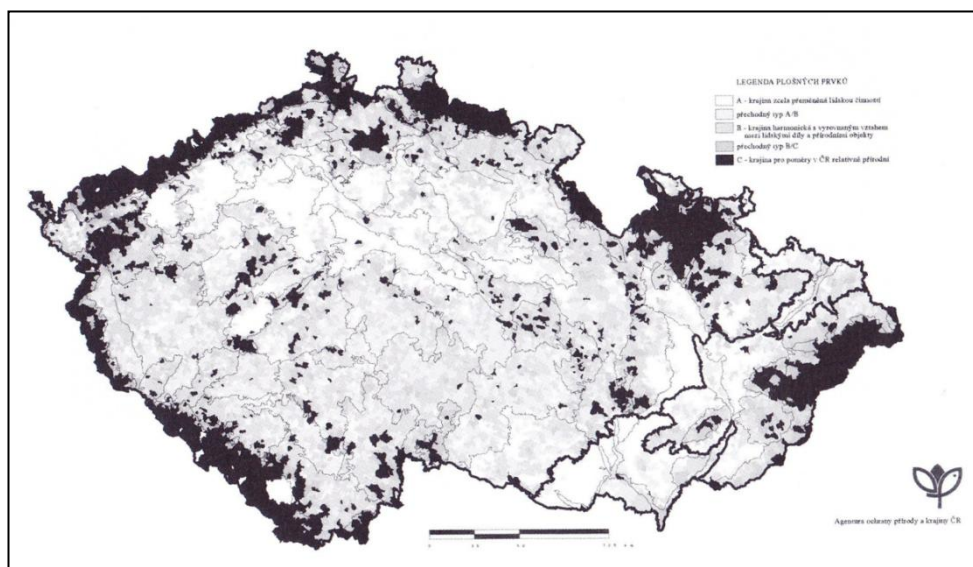 LEGENDA PLOŠNÝCH PRVKŮ
A - krajina zcela přeměněná lidskou činností
přechodný typ A/B
B - krajina harmonická s vyrovnaným vztahem
mezi lidskými díly a přírodními objekty
přechodný typ B/C
C - krajina pro poměry v ČR relativně přírodní
Agentura ochrany přírody a krajiny ČR